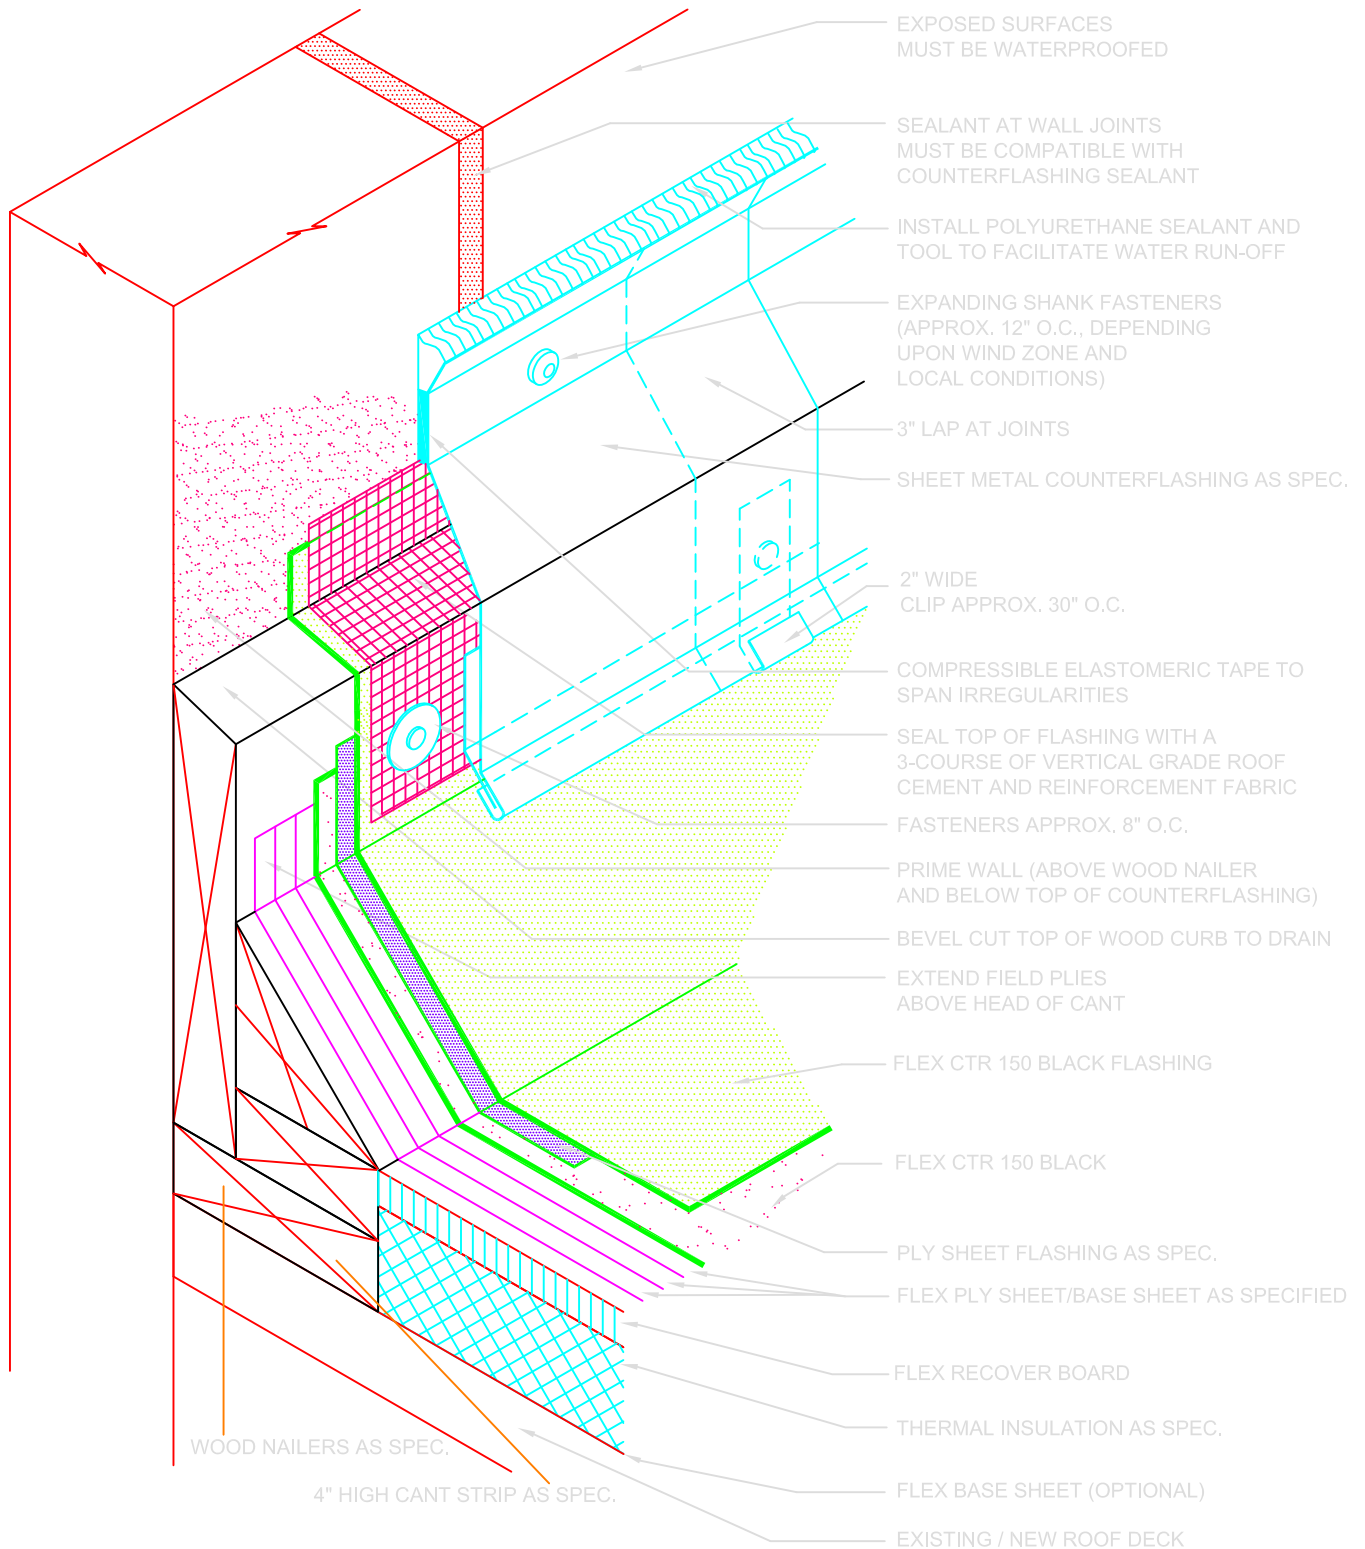 EXPOSED SURFACES
MUST BE WATERPROOFED
SEALANT AT WALL JOINTS
MUST BE COMPATIBLE WITH
COUNTERFLASHING SEALANT
INSTALL POLYURETHANE SEALANT AND
TOOL TO FACILITATE WATER RUN-OFF
EXPANDING SHANK FASTENERS
(APPROX. 12" O.C., DEPENDING
UPON WIND ZONE AND
LOCAL CONDITIONS)
3" LAP AT JOINTS
SHEET METAL COUNTERFLASHING AS SPEC.
2" WIDE
CLIP APPROX. 30" O.C.
COMPRESSIBLE ELASTOMERIC TAPE TO
SPAN IRREGULARITIES
SEAL TOP OF FLASHING WITH A
3-COURSE OF VERTICAL GRADE ROOF
CEMENT AND REINFORCEMENT FABRIC
FASTENERS APPROX. 8" O.C.
PRIME WALL (ABOVE WOOD NAILER
AND BELOW TOP OF COUNTERFLASHING)
BEVEL CUT TOP OF WOOD CURB TO DRAIN
EXTEND FIELD PLIES
ABOVE HEAD OF CANT
FLEX CTR 150 BLACK FLASHING
FLEX CTR 150 BLACK
PLY SHEET FLASHING AS SPEC.
FLEX PLY SHEET/BASE SHEET AS SPECIFIED
FLEX RECOVER BOARD
THERMAL INSULATION AS SPEC.
WOOD NAILERS AS SPEC.
4" HIGH CANT STRIP AS SPEC.
FLEX BASE SHEET (OPTIONAL)
EXISTING / NEW ROOF DECK